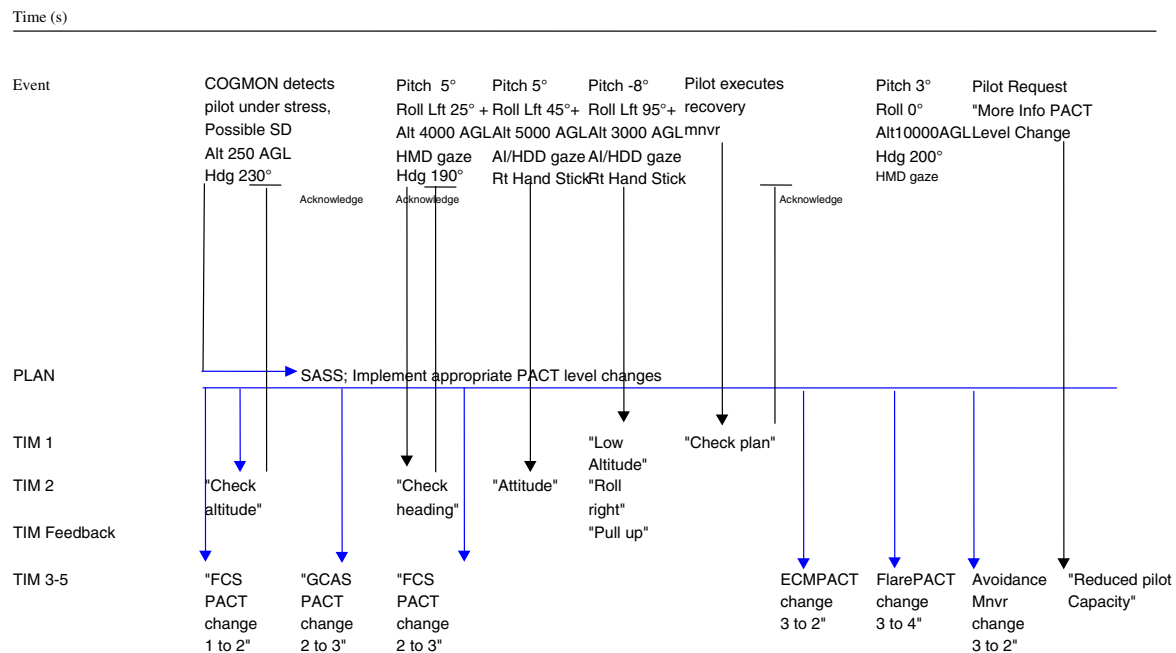 Time (s)
Event
COGMON detects
pilot under stress,
Possible SD
Alt 250 AGL
Hdg 230°
Acknowledge
Pitch 5°
Roll Lft 25° +
Alt 4000 AGL
HMD gaze
Hdg 190°
Acknowledge
Pitch 5°
Roll Lft 45°+
Alt 5000 AGL
AI/HDD gaze
Rt Hand Stick
Pitch -8°
Roll Lft 95°+
Alt 3000 AGL
AI/HDD gaze
Rt Hand Stick
Pilot executes
recovery
mnvr
Acknowledge
Pitch 3°
Roll 0°
Alt10000AGL
Hdg 200°
HMD gaze
Pilot Request
"More Info PACT
Level Change
PLAN
SASS; Implement appropriate PACT level changes
TIM 1
"Low
Altitude"
"Check plan"
TIM 2
"Check
altitude"
"Check
heading"
"Attitude"
"Roll
right"
TIM Feedback
"Pull up"
TIM 3-5
"FCS
PACT
change
1 to 2"
"GCAS
PACT
change
2 to 3"
"FCS
PACT
change
2 to 3"
ECMPACT
change
3 to 2"
FlarePACT
change
3 to 4"
Avoidance
Mnvr
change
3 to 2"
"Reduced pilot
Capacity"